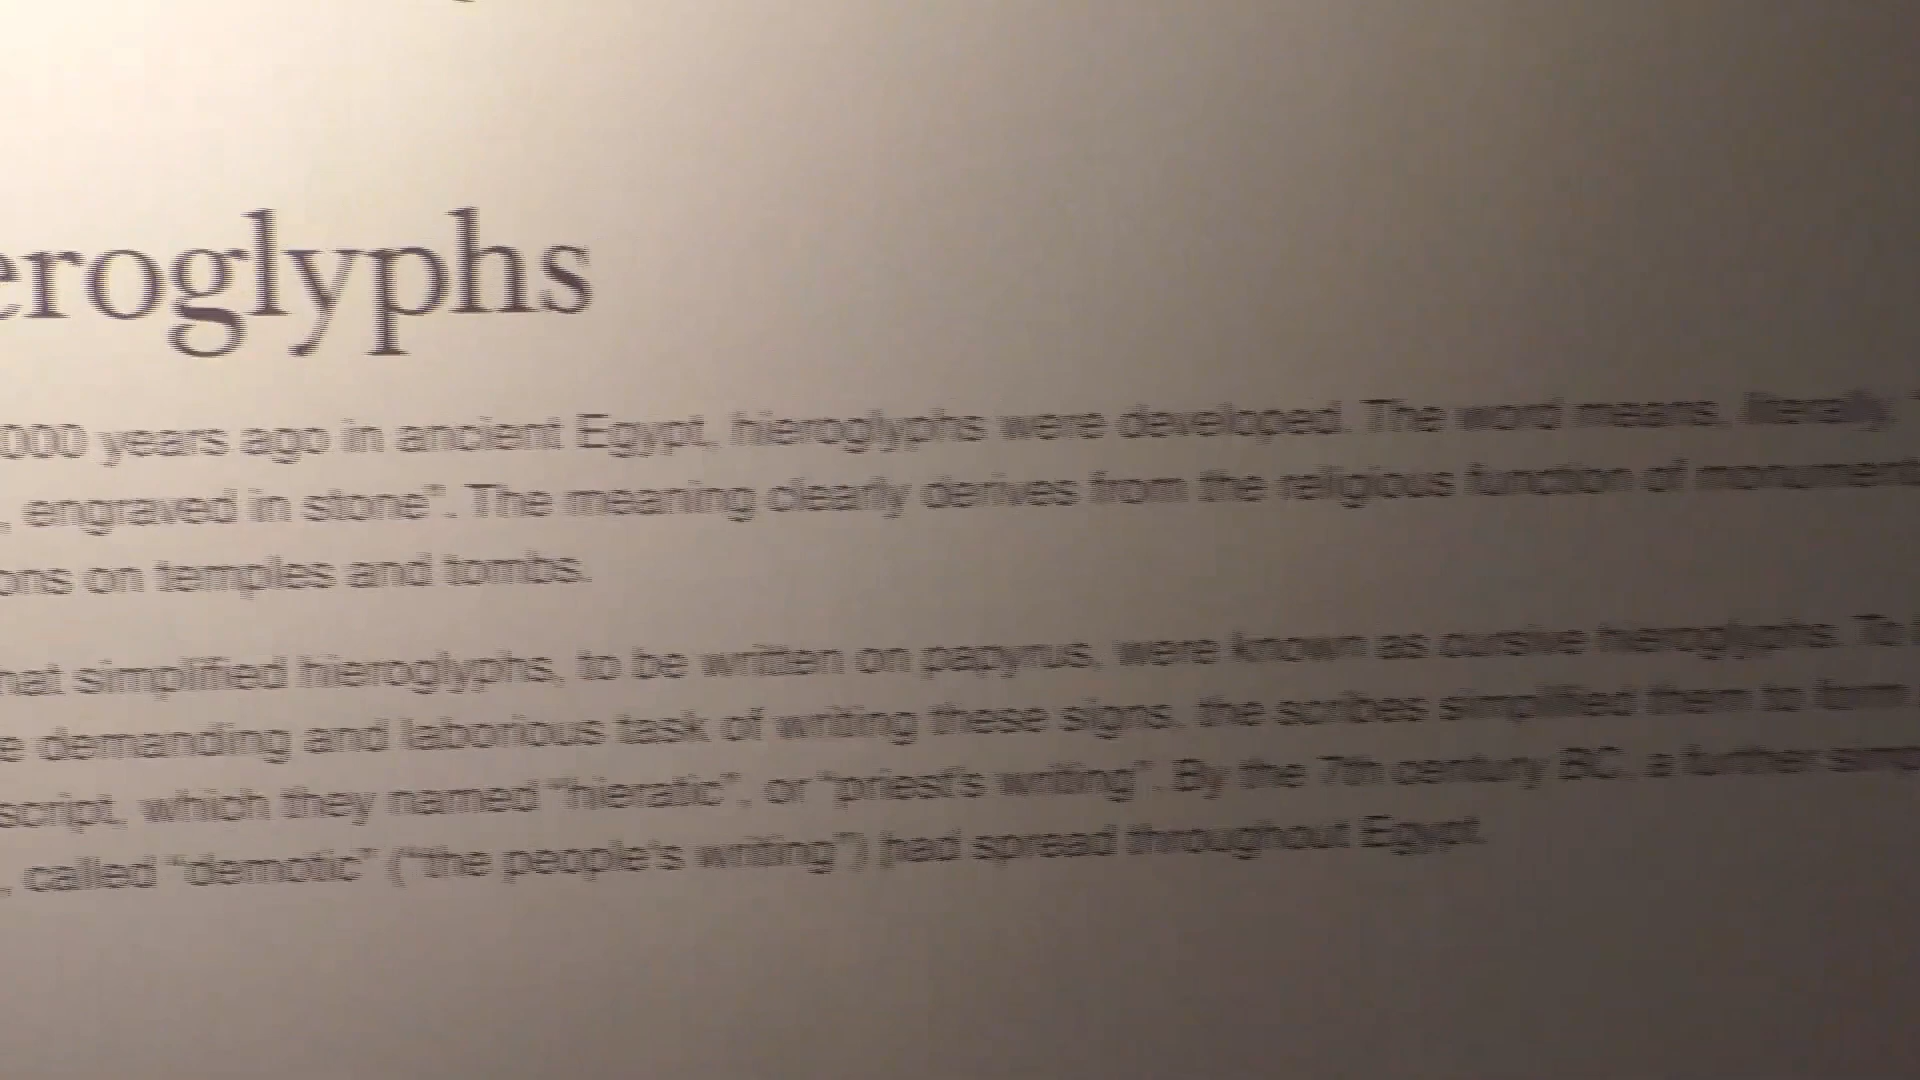 eroglyphs
000 years ago in ancient Egypt, hieroglyphs were developed. The word means, literally,
, engraved in stone". The meaning clearly derives from the religious function of monument
ons on temples and tombs.
hat simplified hieroglyphs, to be written on papyrus, were known as cursive hieroglyphs. To
e demanding and laborious task of writing these signs, the scribes simplified them to form
script, which they named "hieratic", or "priest's writing". By the 7th century BC, a further simp
, called "demotic" ("the people's writing") had spread throughout Egypt.